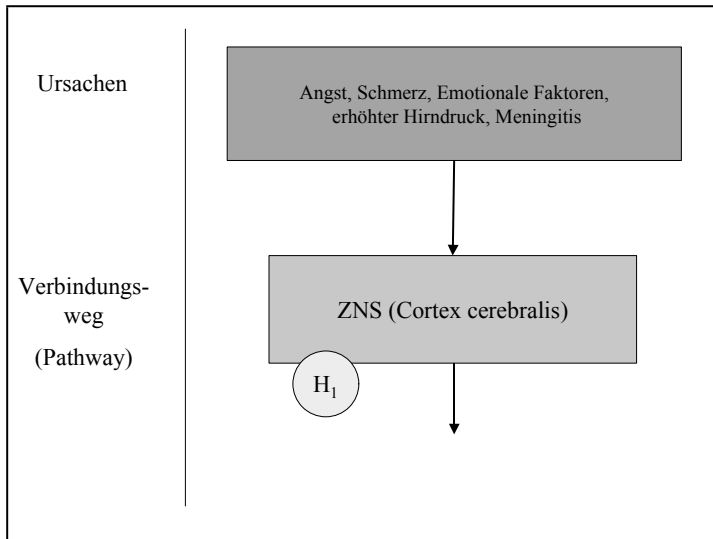 Ursachen
Angst, Schmerz, Emotionale Faktoren,
erhöhter Hirndruck, Meningitis
Verbindungs-
weg
(Pathway)
ZNS (Cortex cerebralis)
H₁